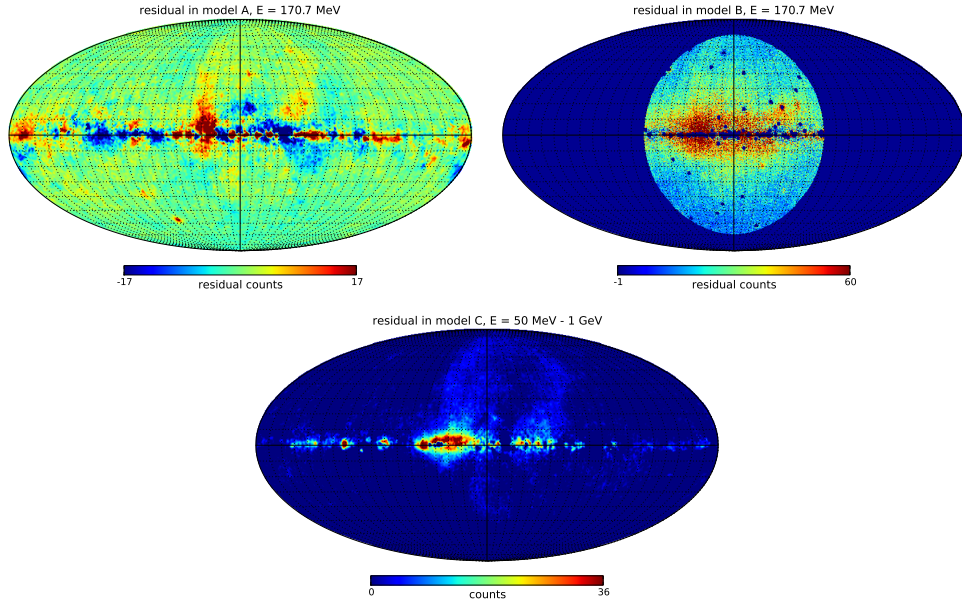 residual in model A, E = 170.7 MeV
-17 17
residual counts
residual in model B, E = 170.7 MeV
-1 60
residual counts
residual in model C, E = 50 MeV - 1 GeV
0 36
counts